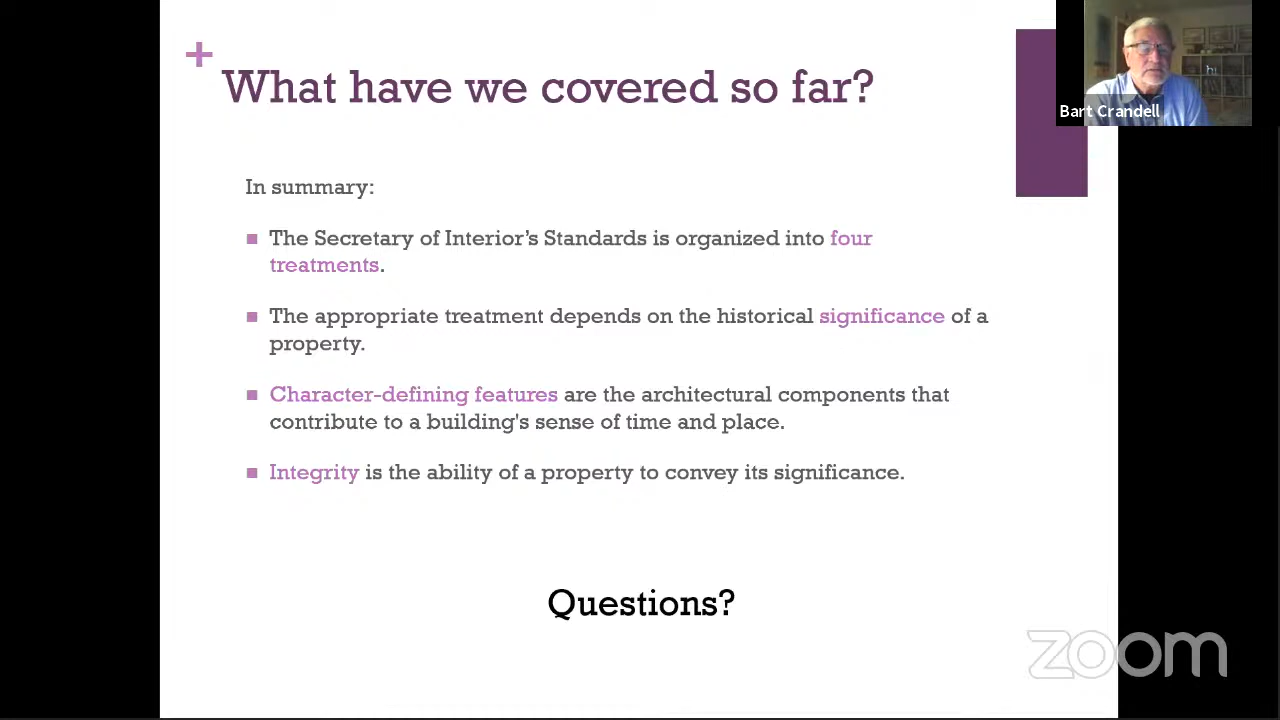 +
What have we covered so far?
hi
Bart Crandell
In summary:
The Secretary of Interior's Standards is organized into four
treatments.
The appropriate treatment depends on the historical significance of a
property.
Character-defining features are the architectural components that
contribute to a building's sense of time and place.
Integrity is the ability of a property to convey its significance.
Questions?
zoom